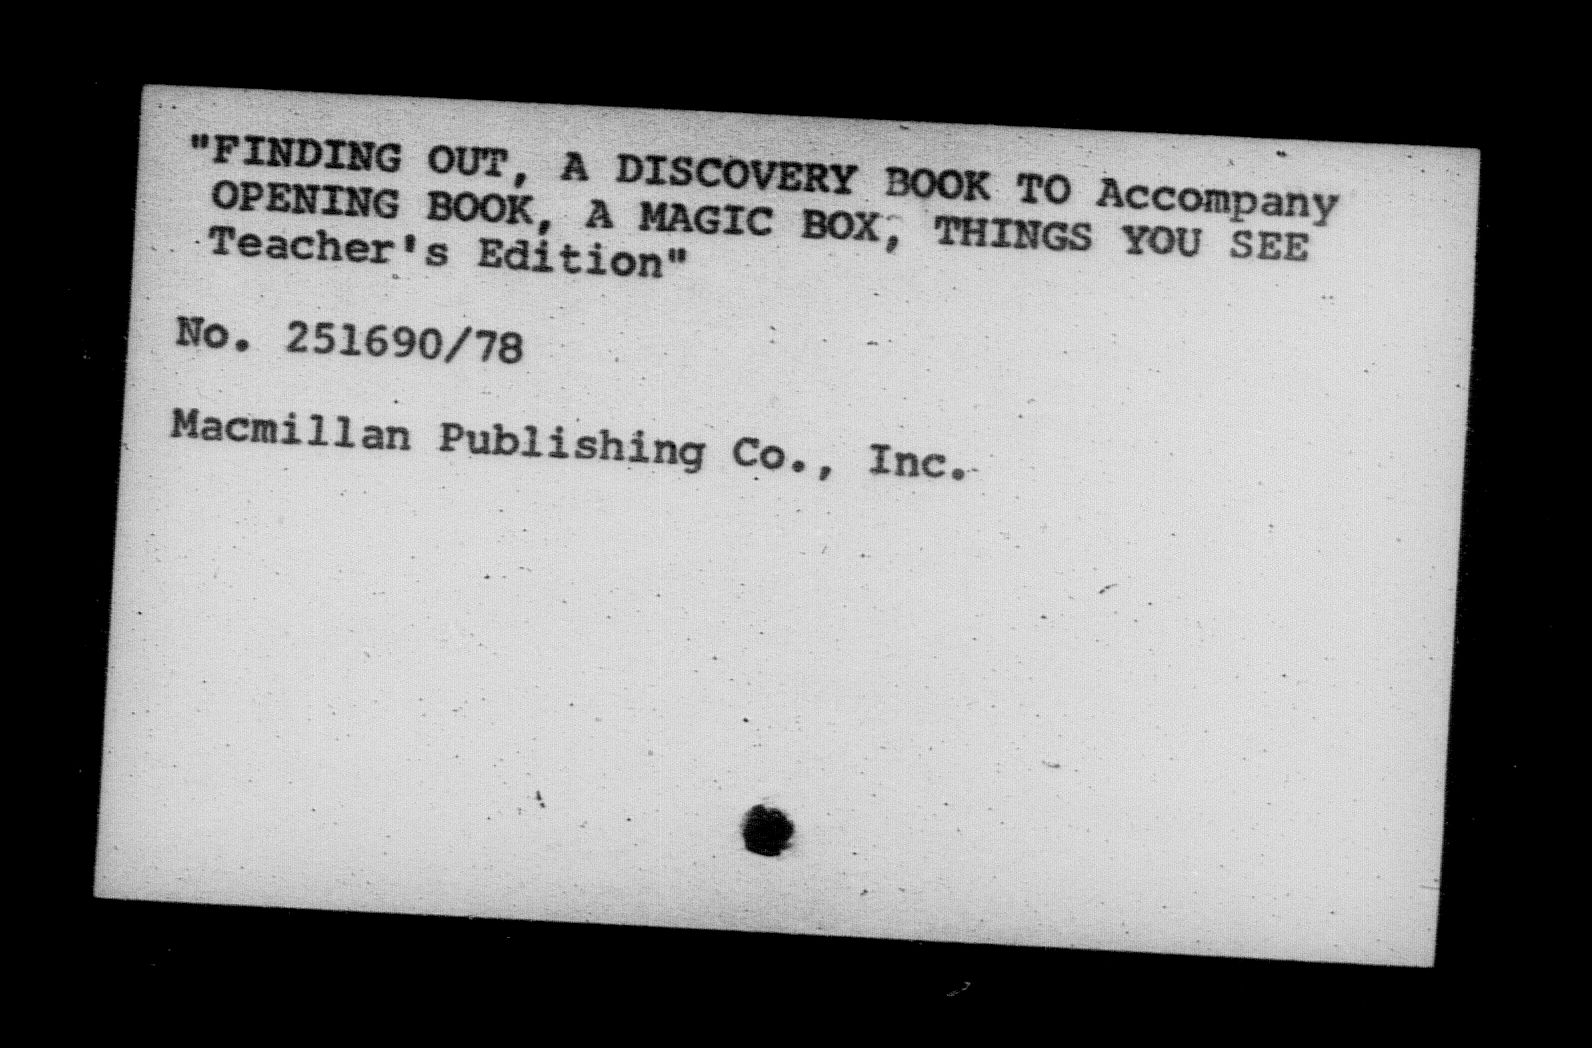 "FINDING OUT, A DISCOVERY BOOK TO Accompany
OPENING BOOK, A MAGIC BOX, THINGS YOU SEE
Teacher's Edition"
No. 251690/78
Macmillan Publishing Co., Inc.